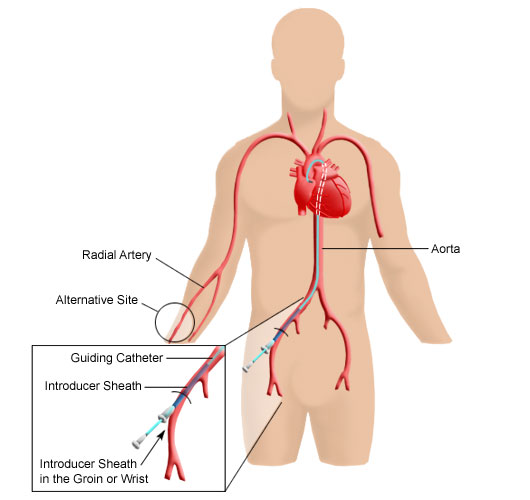 Radial Artery
Aorta
Alternative Site
Guiding Catheter
Introducer Sheath
Introducer Sheath
in the Groin or Wrist